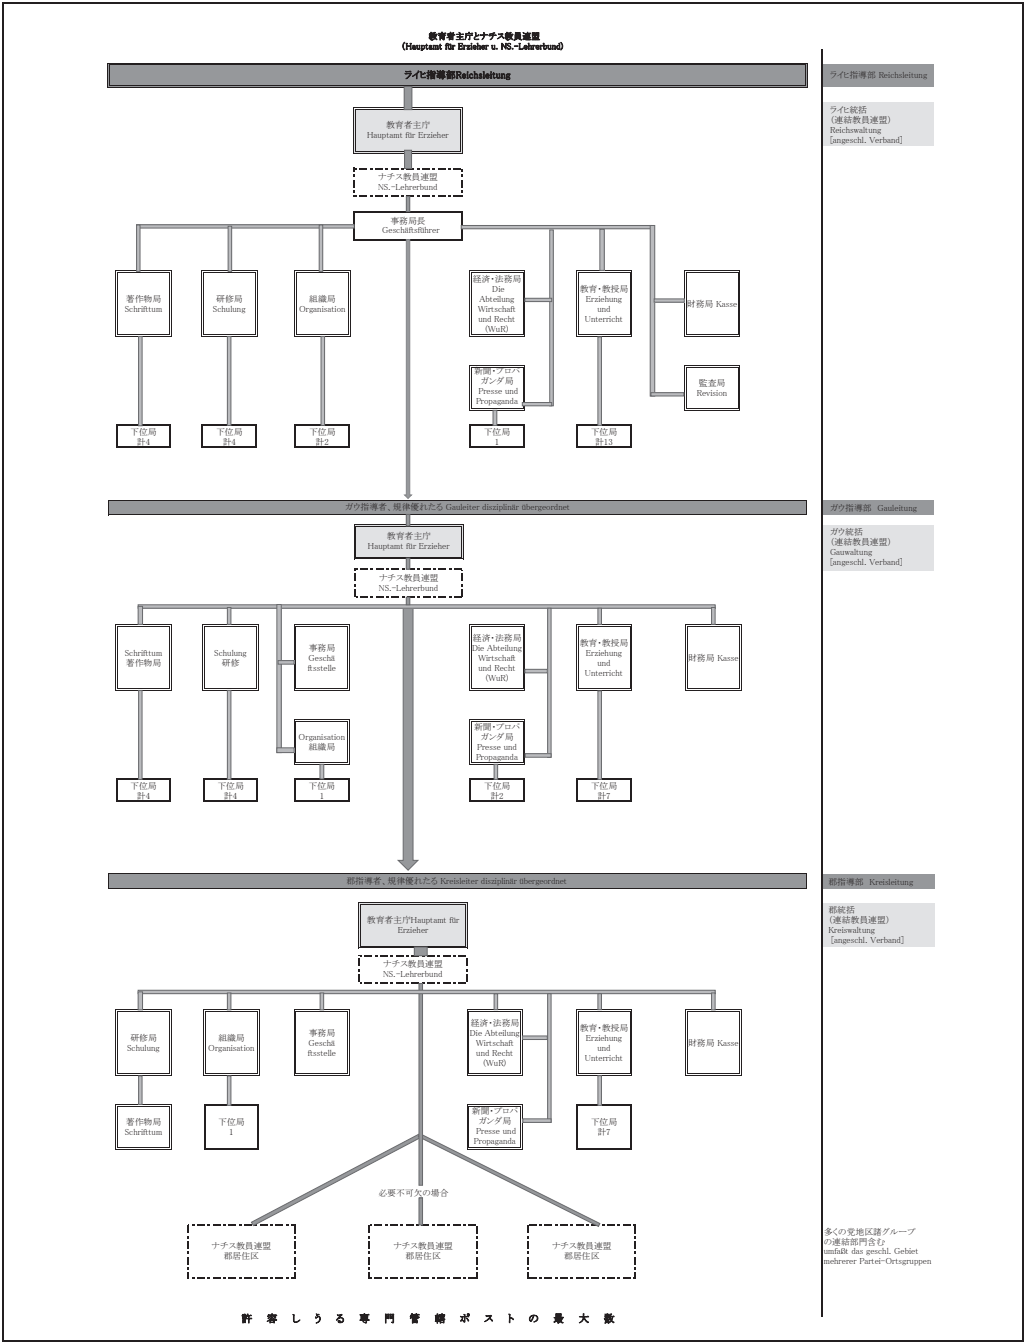 教育者主庁とナチス教員連盟
(Hauptamt für Erzieher u. NS.-Lehrerbund)
ライヒ指導部Reichsleitung
ライヒ指導部 Reichsleitung
ライヒ統括
(連結教員連盟)
Reichswaltung
[angeschl. Verband]
教育者主庁
Hauptamt für Erzieher
ナチス教員連盟
NS.-Lehrerbund
事務局長
Geschäftsführer
著作物局
Schrifttum
研修局
Schulung
組織局
Organisation
経済・法務局
Die
Abteilung
Wirtschaft
und Recht
(WuR)
教育・教授局
Erziehung
und
Unterricht
財務局 Kasse
新聞・プロパ
ガンダ局
Presse und
Propaganda
監査局
Revision
下位局
計4
下位局
計4
下位局
計2
下位局
1
下位局
計13
ガウ指導者、規律優れたる Gauleiter disziplinär übergeordnet
ガウ指導部 Gauleitung
ガウ統括
(連結教員連盟)
Gauwaltung
[angeschl. Verband]
教育者主庁
Hauptamt für Erzieher
ナチス教員連盟
NS.-Lehrerbund
Schrifttum
著作物局
Schulung
研修
事務局
Geschä
ftsstelle
経済・法務局
Die Abteilung
Wirtschaft
und Recht
(WuR)
教育・教授局
Erziehung
und
Unterricht
財務局 Kasse
Organisation
組織局
新聞・プロパ
ガンダ局
Presse und
Propaganda
下位局
計4
下位局
計4
下位局
1
下位局
計2
下位局
計7
郡指導者、規律優れたる Kreisleiter disziplinär übergeordnet
郡指導部 Kreisleitung
郡統括
(連結教員連盟)
Kreiswaltung
[angeschl. Verband]
教育者主庁Hauptamt für
Erzieher
ナチス教員連盟
NS.-Lehrerbund
研修局
Schulung
組織局
Organisation
事務局
Geschä
ftsstelle
経済・法務局
Die Abteilung
Wirtschaft
und Recht
(WuR)
教育・教授局
Erziehung
und
Unterricht
財務局 Kasse
著作物局
Schrifttum
下位局
1
新聞・プロパ
ガンダ局
Presse und
Propaganda
下位局
計7
必要不可欠の場合
ナチス教員連盟
郡居住区
ナチス教員連盟
郡居住区
ナチス教員連盟
郡居住区
多くの党地区諸グループ
の連結部門含む
umfaßt das geschl. Gebiet
mehrerer Partei-Ortsgruppen
許容しうる専門管轄ポストの最大数